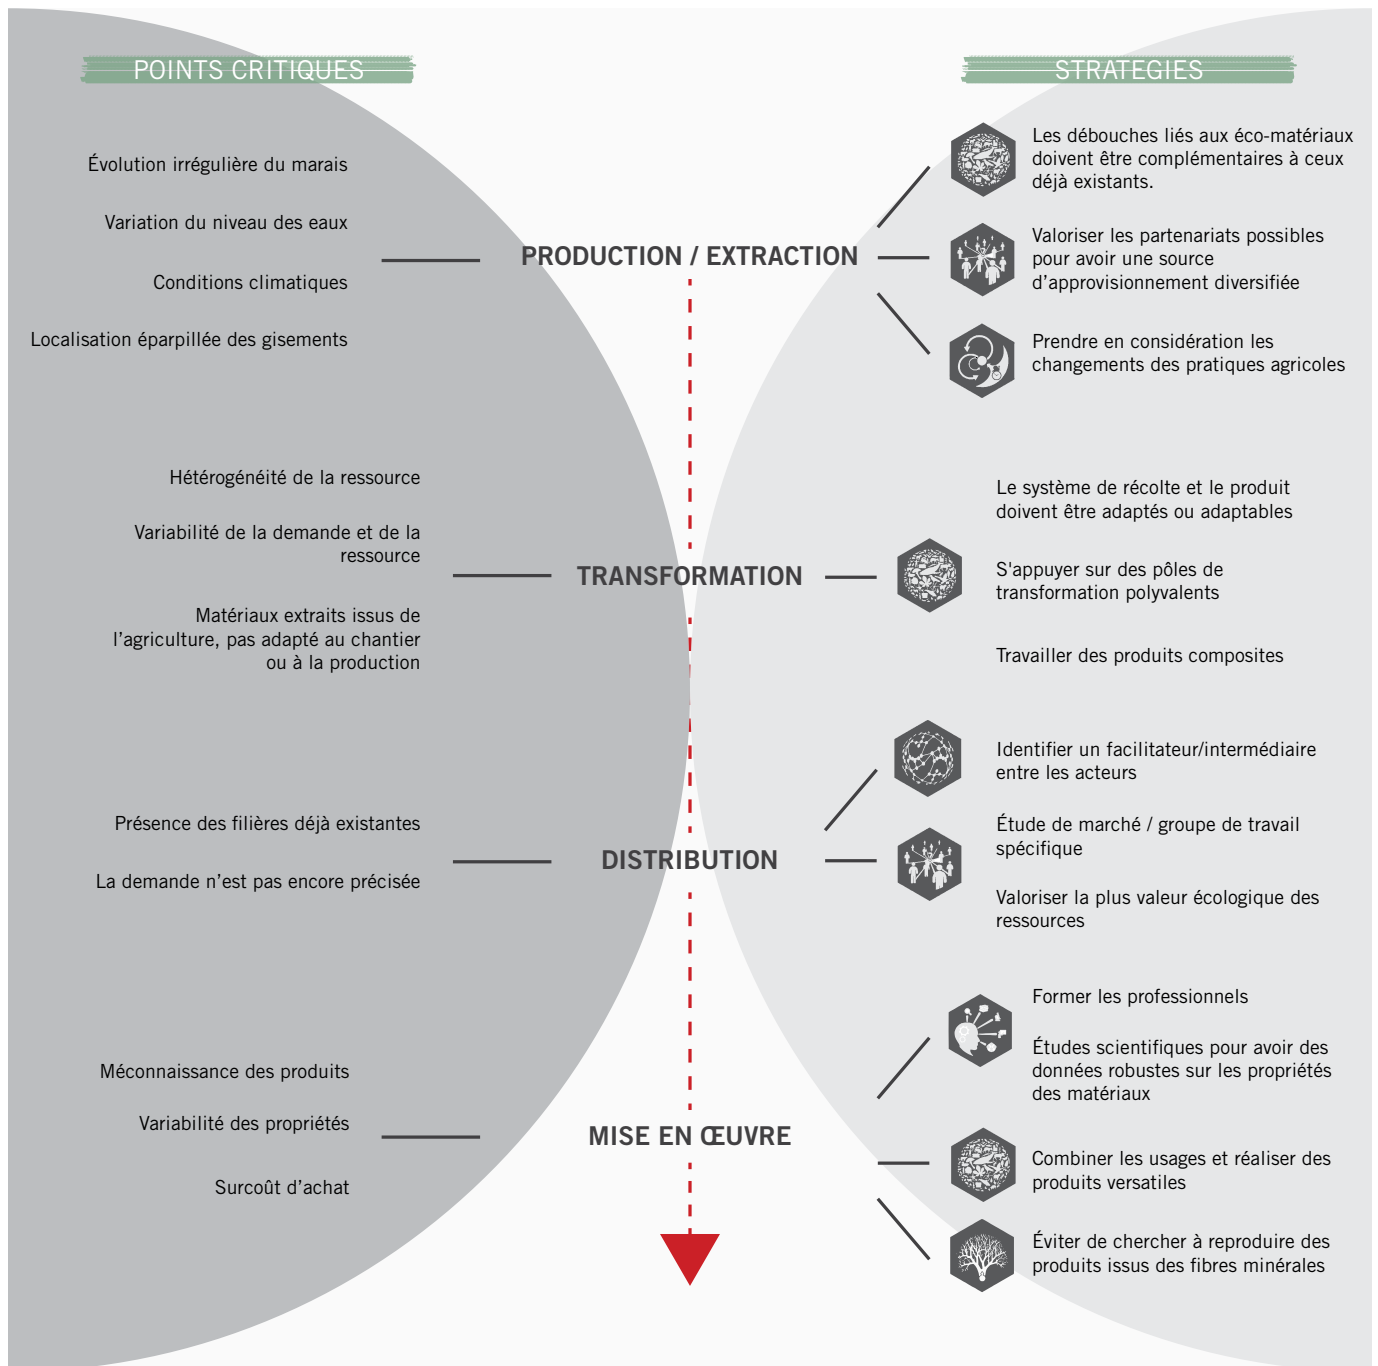 POINTS CRITIQUES
STRATEGIES
Évolution irrégulière du marais
Variation du niveau des eaux
Conditions climatiques
Localisation éparpillée des gisements
PRODUCTION / EXTRACTION
Les débouches liés aux éco-matériaux
doivent être complémentaires à ceux
déjà existants.
Valoriser les partenariats possibles
pour avoir une source
d’approvisionnement diversifiée
Prendre en considération les
changements des pratiques agricoles
Hétérogénéité de la ressource
Variabilité de la demande et de la
ressource
Matériaux extraits issus de
l’agriculture, pas adapté au chantier
ou à la production
TRANSFORMATION
Le système de récolte et le produit
doivent être adaptés ou adaptables
S'appuyer sur des pôles de
transformation polyvalents
Travailler des produits composites
Présence des filières déjà existantes
La demande n’est pas encore précisée
DISTRIBUTION
Identifier un facilitateur/intermédiaire
entre les acteurs
Étude de marché / groupe de travail
spécifique
Valoriser la plus valeur écologique des
ressources
Méconnaissance des produits
Variabilité des propriétés
Surcoût d’achat
MISE EN ŒUVRE
Former les professionnels
Études scientifiques pour avoir des
données robustes sur les propriétés
des matériaux
Combiner les usages et réaliser des
produits versatiles
Éviter de chercher à reproduire des
produits issus des fibres minérales